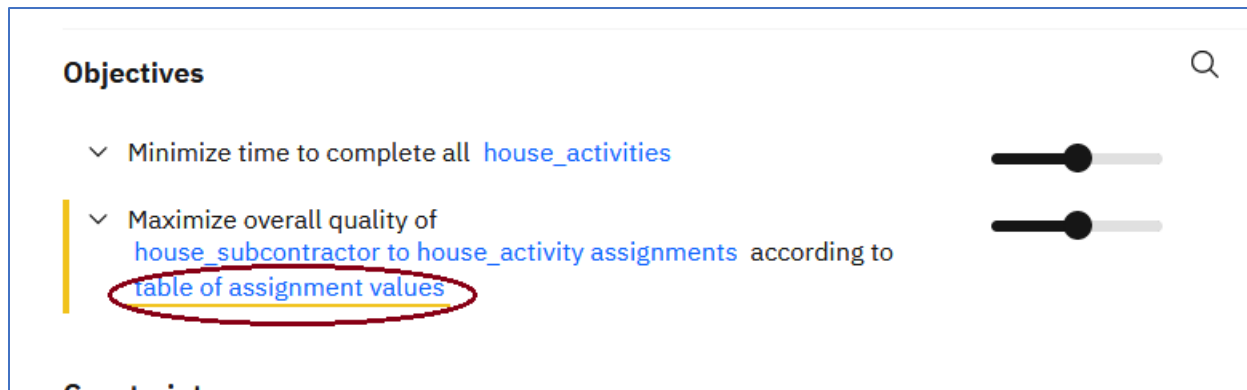 Objectives
Minimize time to complete all house_activities
Maximize overall quality of
house_subcontractor to house_activity assignments according to
table of assignment values